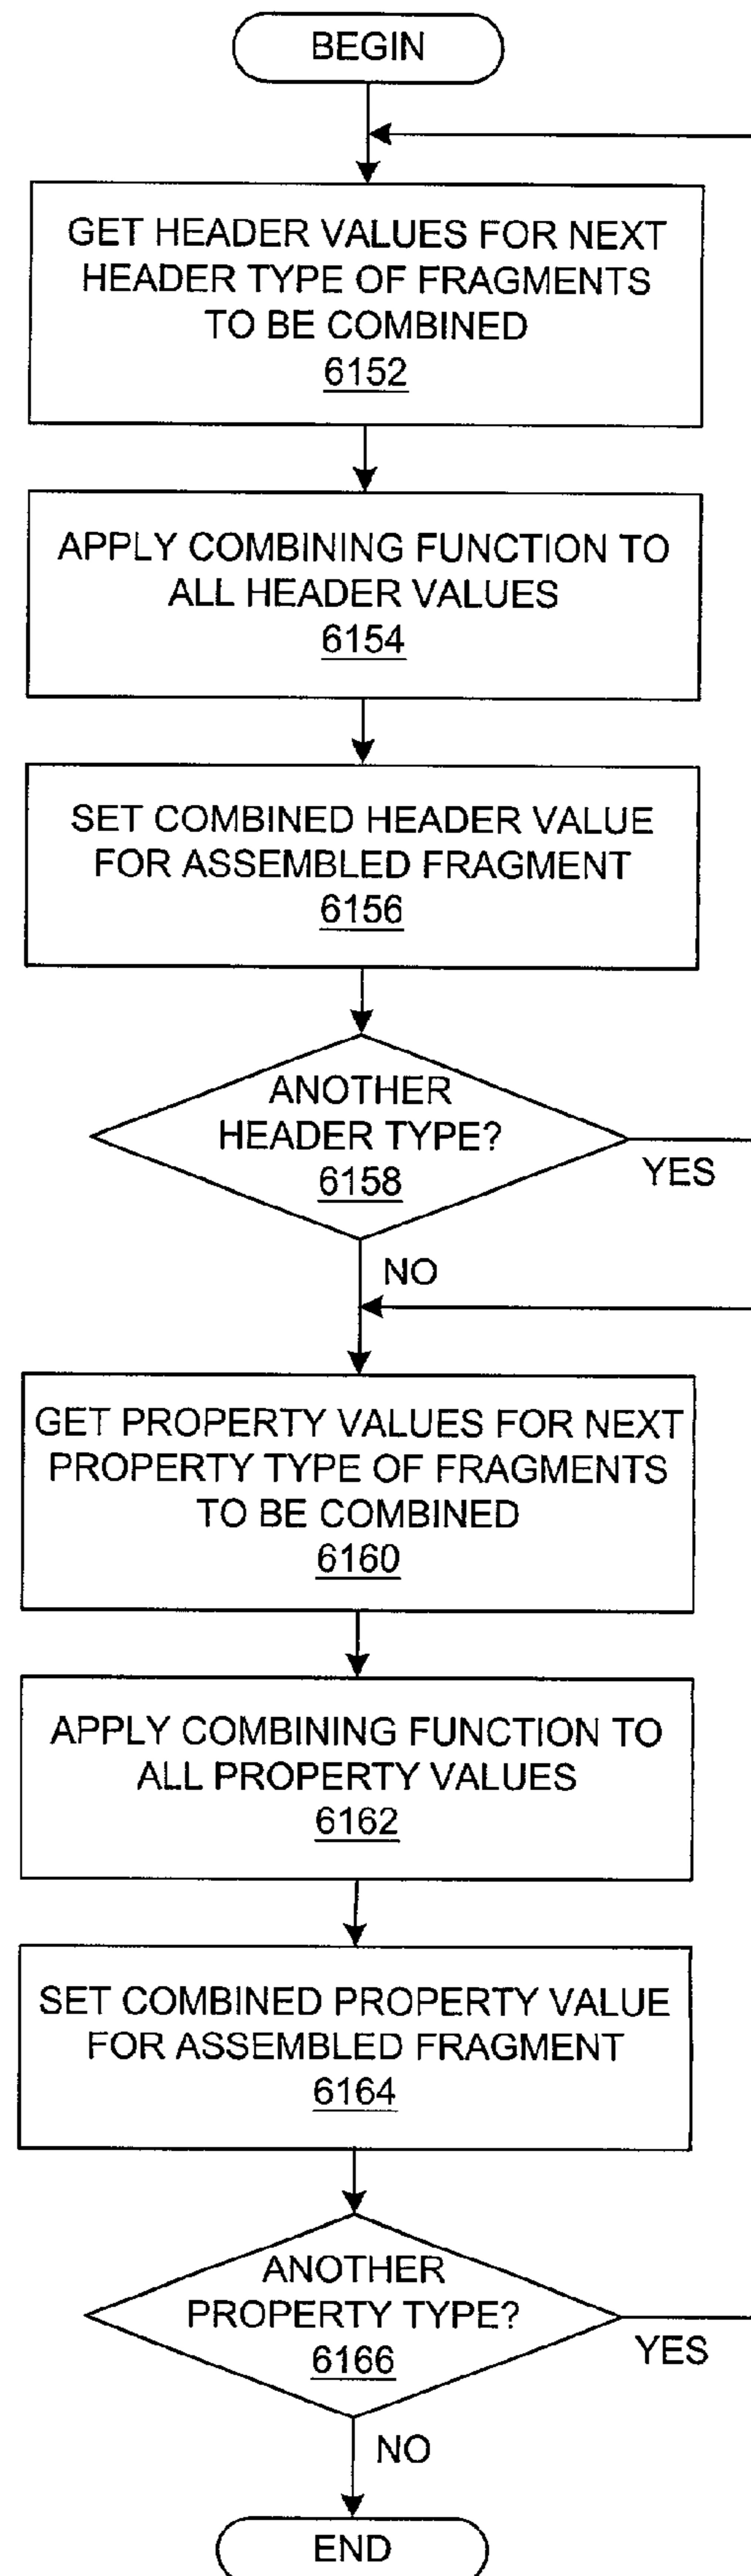 BEGIN
GET HEADER VALUES FOR NEXT
HEADER TYPE OF FRAGMENTS
TO BE COMBINED
6152
APPLY COMBINING FUNCTION TO
ALL HEADER VALUES
6154
SET COMBINED HEADER VALUE
FOR ASSEMBLED FRAGMENT
6156
ANOTHER
HEADER TYPE?
6158
YES
NO
GET PROPERTY VALUES FOR NEXT
PROPERTY TYPE OF FRAGMENTS
TO BE COMBINED
6160
APPLY COMBINING FUNCTION TO
ALL PROPERTY VALUES
6162
SET COMBINED PROPERTY VALUE
FOR ASSEMBLED FRAGMENT
6164
ANOTHER
PROPERTY TYPE?
6166
YES
NO
END